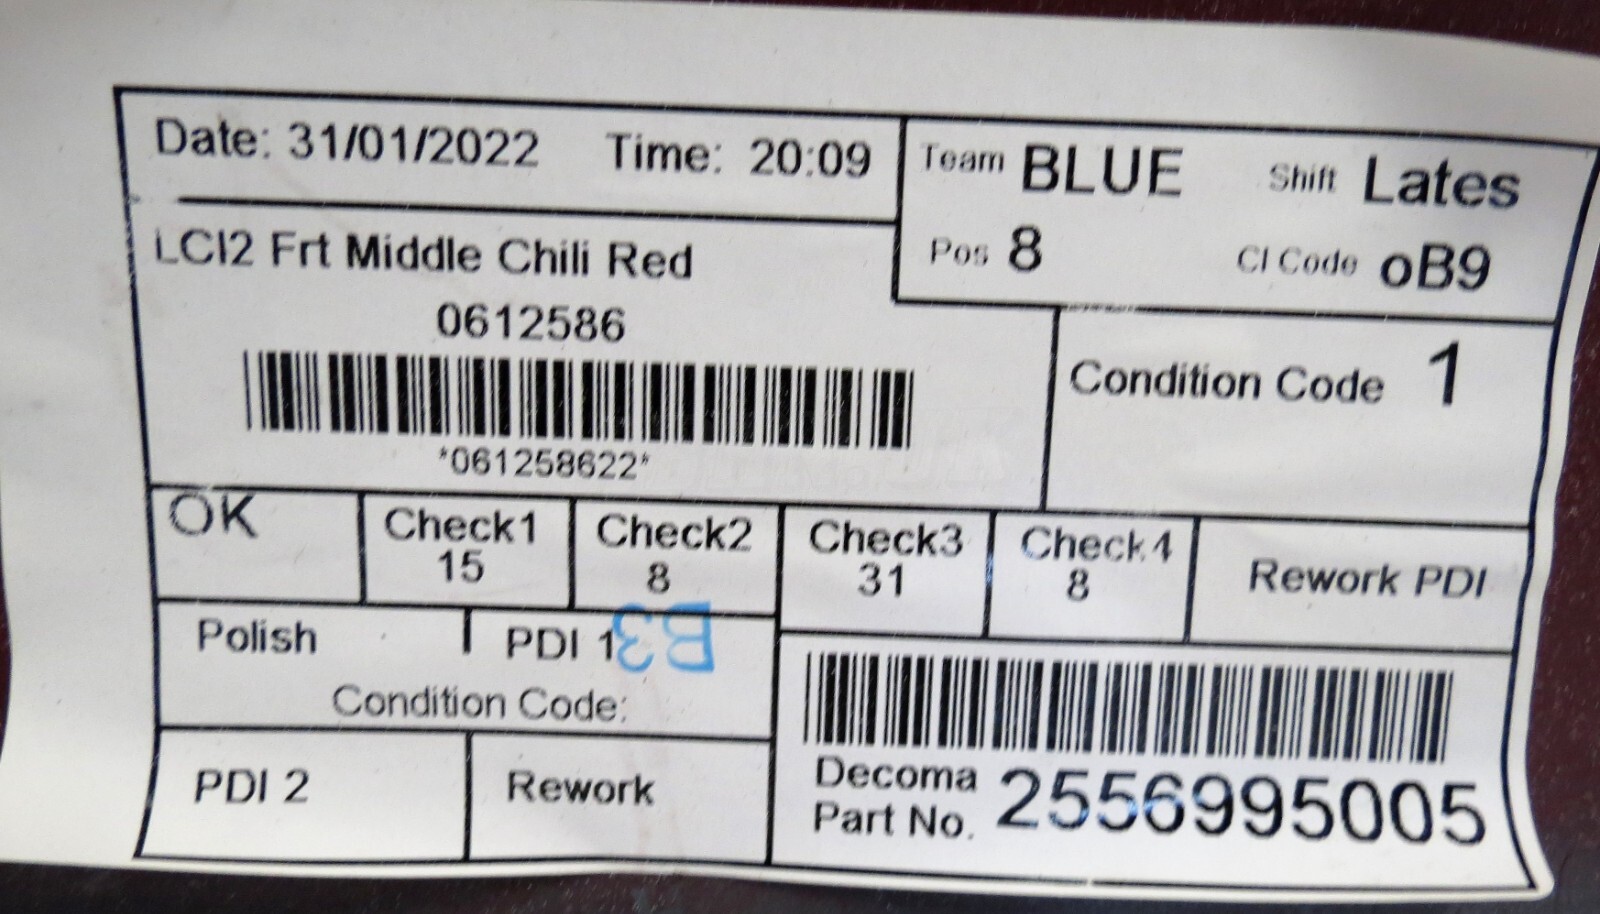 Date: 31/01/2022 Time: 20:09
Team BLUE Shift Lates
Pos 8 CI Code oB9
LCI2 Frt Middle Chili Red
0612586
*061258622*
Condition Code 1
OK
Check1 15
Check2 8
Check3 31
Check4 8
Rework PDI
Polish
PDI 1
B3
Condition Code:
PDI 2
Rework
Decoma Part No. 2556995005